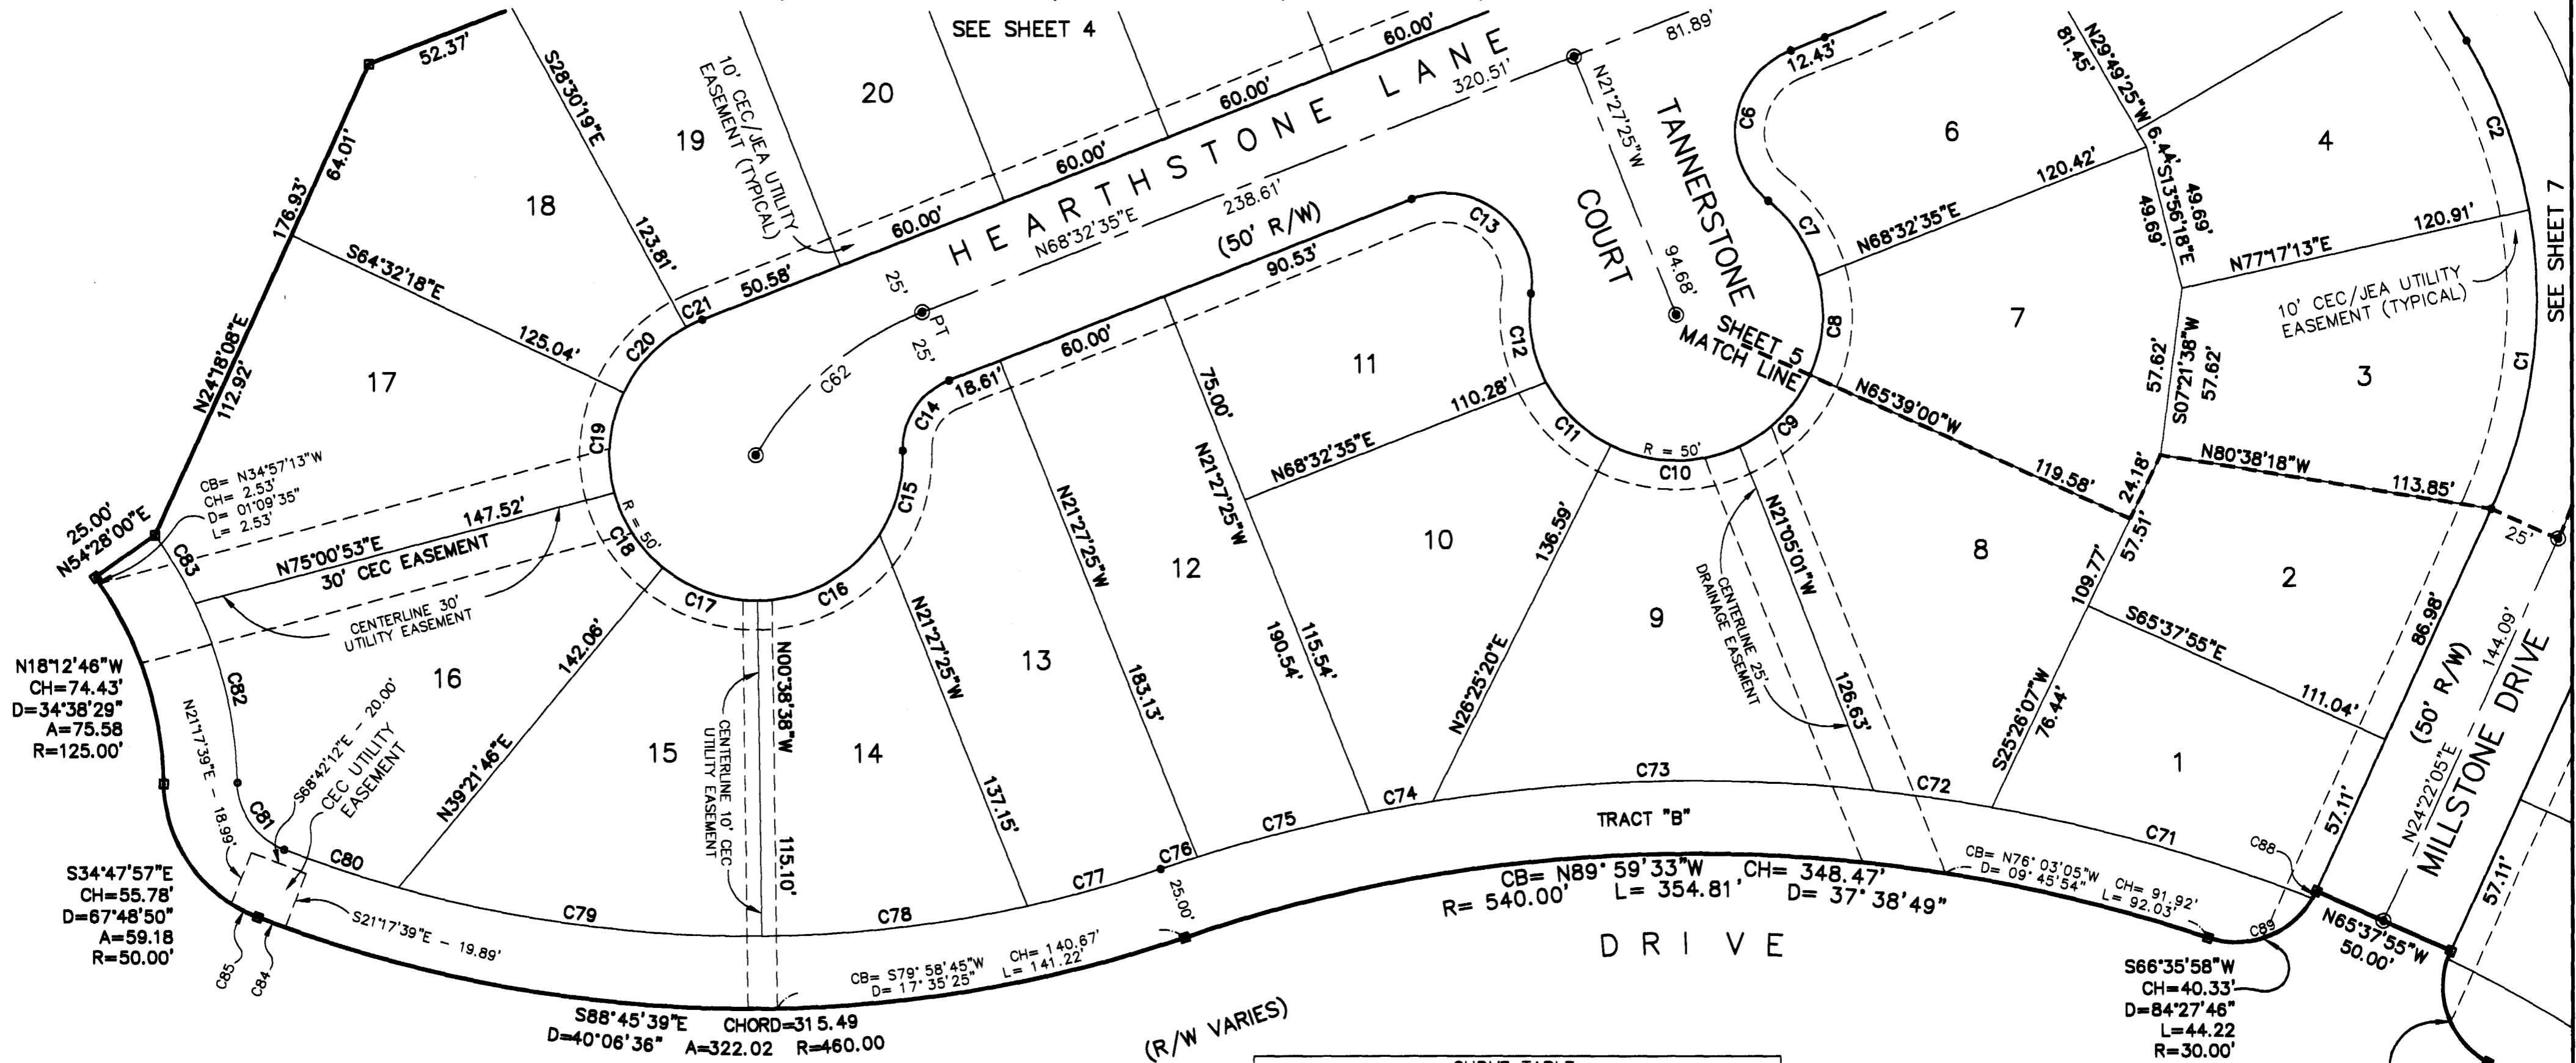 SEE SHEET 4
52.37'
64.01'
176.93'
N24°18'08"E
112.92'
S28°30'19"E
123.81'
18
19
20
10' CEC/JEA UTILITY
EASEMENT (TYPICAL)
60.00'
60.00'
60.00'
60.00'
50.58'
HEARTHSTONE LANE
(50' R/W)
N68°32'35"E
238.61'
320.51'
81.89'
90.53'
60.00'
18.61'
25'
PT
25'
C62
C21
C20
C19
C18
R = 50'
C17
C16
C15
C14
C13
C12
C11
R = 50'
C10
C9
C8
C7
C6
12.43'
N21°27'25"W
94.68'
TANNERSTONE
COURT
SHEET 5
MATCH LINE
N65°39'00"W
119.58'
24.18'
57.51'
N80°38'18"W
113.85'
25'
6
N68°32'35"E
120.42'
N29°49'25"W
81.45'
6.44'
S13°56'18"E
49.69'
49.69'
4
C2
SEE SHEET 7
N77°17'13"E
120.91'
10' CEC/JEA UTILITY
EASEMENT (TYPICAL)
57.62'
S07°21'38"W
57.62'
3
C1
7
S64°32'18"E
125.04'
17
CB= N34°57'13"W
CH= 2.53'
D= 01°09'35"
L= 2.53'
25.00'
N54°28'00"E
C83
147.52'
N75°00'53"E
30' CEC EASEMENT
CENTERLINE 30'
UTILITY EASEMENT
N18°12'46"W
CH=74.43'
D=34°38'29"
A=75.58
R=125.00'
C82
16
142.06'
N39°21'46"E
N21°17'39"E - 18.99'
S68°42'12"E - 20.00'
CEC UTILITY
EASEMENT
C81
C80
S34°47'57"E
CH=55.78'
D=67°48'50"
A=59.18
R=50.00'
C85
C84
S21°17'39"E - 19.89'
15
CENTERLINE 10' CEC
UTILITY EASEMENT
N00°38'38"W
115.10'
14
N21°27'25"W
137.15'
13
N21°27'25"W
183.13'
12
75.00'
N21°27'25"W
115.54'
190.54'
11
N68°32'35"E
110.28'
10
136.59'
N26°25'20"E
9
CENTERLINE 25'
DRAINAGE EASEMENT
N21°05'01"W
126.63'
8
109.77'
S25°26'07"W
76.44'
2
S65°37'55"E
111.04'
86.98'
1
57.11'
(50' R/W)
144.09'
N24°22'05"E
MILLSTONE DRIVE
57.11'
C79
C78
C77
C76
C75
C74
C73
C72
C71
C88
C89
TRACT "B"
25.00'
CB= N89°59'33"W CH= 348.47'
R= 540.00' L= 354.81' D= 37°38'49"
CB= N76°03'05"W CH= 91.92'
D= 09°45'54" L= 92.03'
CB= S79°58'45"W CH= 140.67'
D= 17°35'25" L= 141.22'
S88°45'39"E CHORD=315.49
D=40°06'36" A=322.02 R=460.00
DRIVE
(R/W VARIES)
N65°37'55"W
50.00'
S66°35'58"W
CH=40.33'
D=84°27'46"
L=44.22
R=30.00'